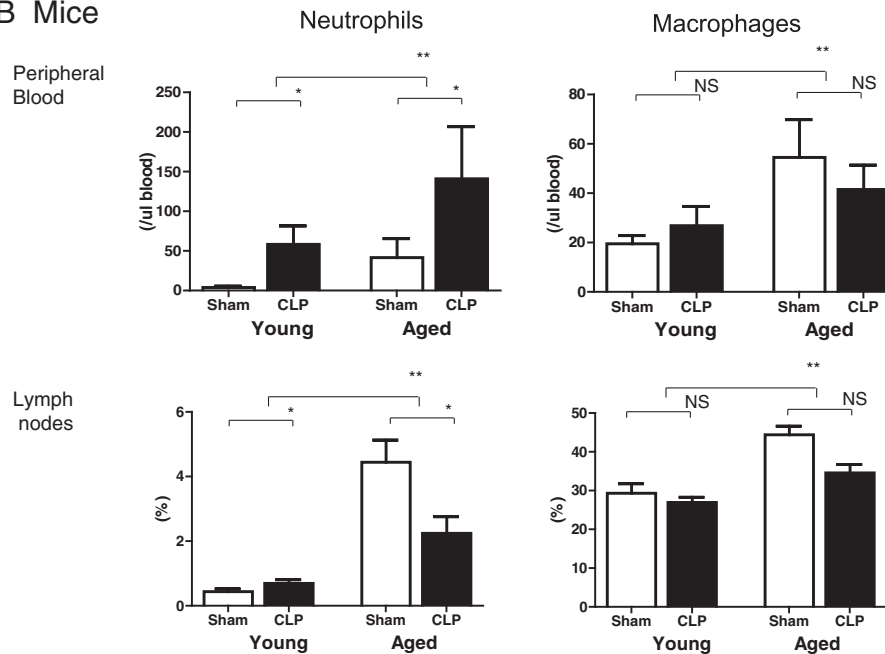 B Mice
Neutrophils
Macrophages
Peripheral
Blood
**
*
*
250
200
150
100
50
0
(/ul blood)
Sham CLP Sham CLP
Young Aged
**
NS
NS
80
60
40
20
0
(/ul blood)
Sham CLP Sham CLP
Young Aged
Lymph
nodes
**
*
*
6
4
2
0
(%)
Sham CLP Sham CLP
Young Aged
**
NS
NS
50
40
30
20
10
0
(%)
Sham CLP Sham CLP
Young Aged